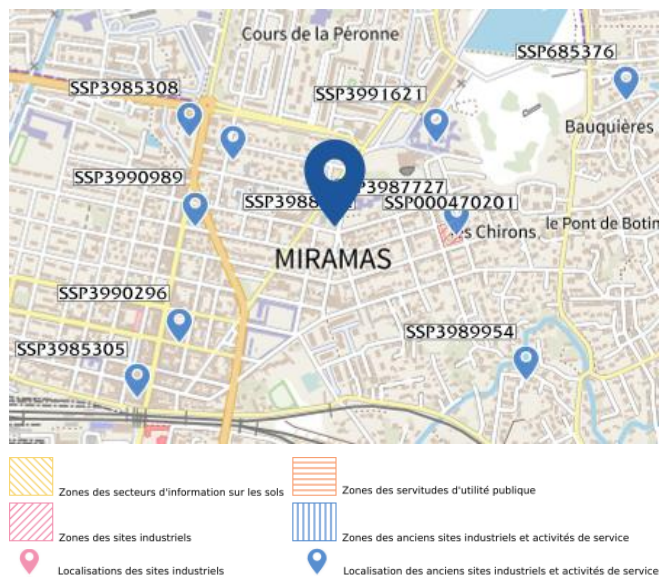 Cours de la Péronne
SSP685376
SSP3985308
SSP3991621
Bauquières
SSP3990989
SSP3987727
SSP3988
SSP000470201
Chirons
le Pont de Botin
MIRAMAS
SSP3990296
SSP3989954
SSP3985305
Zones des secteurs d'information sur les sols
Zones des servitudes d'utilité publique
Zones des sites industriels
Zones des anciens sites industriels et activités de service
Localisations des sites industriels
Localisation des anciens sites industriels et activités de service